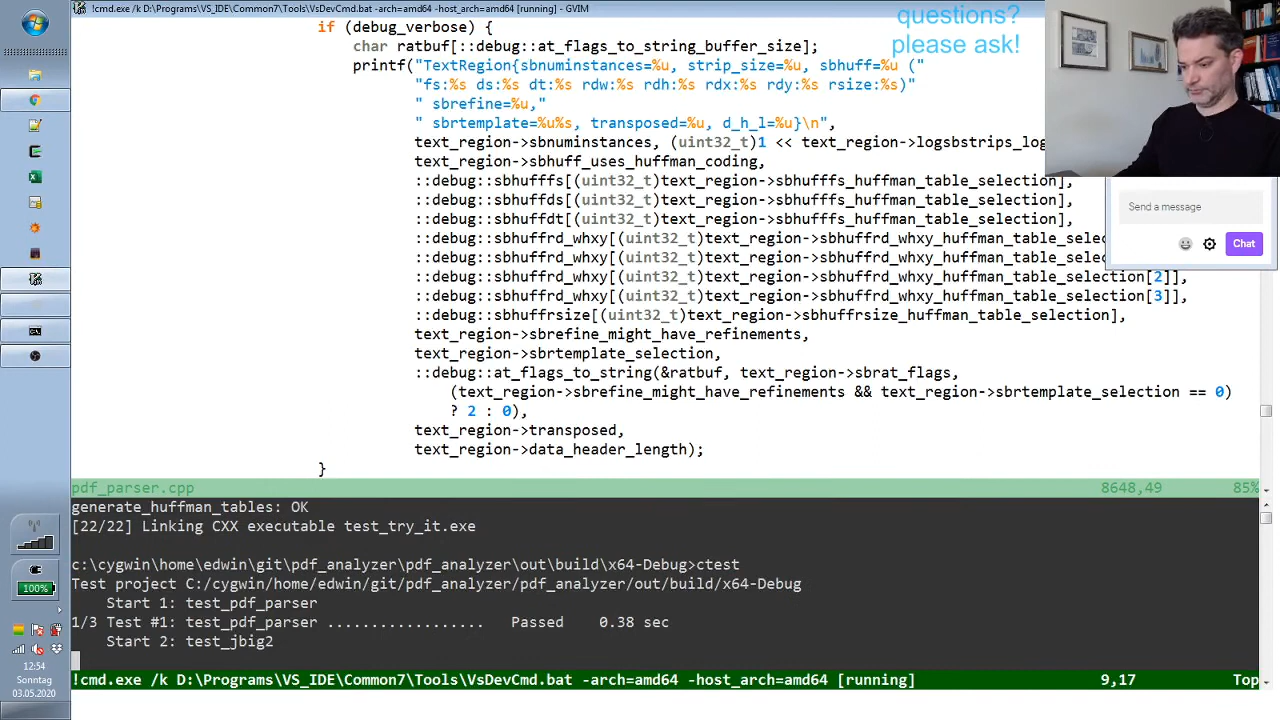 !cmd.exe /k D:\Programs\VS_IDE\Common7\Tools\VsDevCmd.bat -arch=amd64 -host_arch=amd64 [running] - GVIM
questions?
please ask!
if (debug_verbose) {
char ratbuf[::debug::at_flags_to_string_buffer_size];
printf("TextRegion{sbnuminstances=%u, strip_size=%u, sbhuff=%u ("
"fs:%s ds:%s dt:%s rdw:%s rdh:%s rdx:%s rdy:%s rsize:%s)"
" sbrefine=%u,"
" sbrtemplate=%u%s, transposed=%u, d_h_l=%u}\n",
text_region->sbnuminstances, (uint32_t)1 << text_region->logsbstrips_log
text_region->sbhuff_uses_huffman_coding,
::debug::sbhufffs[(uint32_t)text_region->sbhufffs_huffman_table_selection],
::debug::sbhuffds[(uint32_t)text_region->sbhufffs_huffman_table_selection],
::debug::sbhuffdt[(uint32_t)text_region->sbhufffs_huffman_table_selection],
::debug::sbhuffrd_whxy[(uint32_t)text_region->sbhuffrd_whxy_huffman_table_selec
::debug::sbhuffrd_whxy[(uint32_t)text_region->sbhuffrd_whxy_huffman_table_selec
::debug::sbhuffrd_whxy[(uint32_t)text_region->sbhuffrd_whxy_huffman_table_selection[2]],
::debug::sbhuffrd_whxy[(uint32_t)text_region->sbhuffrd_whxy_huffman_table_selection[3]],
::debug::sbhuffrsize[(uint32_t)text_region->sbhuffrsize_huffman_table_selection],
text_region->sbrefine_might_have_refinements,
text_region->sbrtemplate_selection,
::debug::at_flags_to_string(&ratbuf, text_region->sbrat_flags,
(text_region->sbrefine_might_have_refinements && text_region->sbrtemplate_selection == 0)
? 2 : 0),
text_region->transposed,
text_region->data_header_length);
}
Send a message
Chat
pdf_parser.cpp 8648,49 85%
generate_huffman_tables: OK
[22/22] Linking CXX executable test_try_it.exe
c:\cygwin\home\edwin\git\pdf_analyzer\pdf_analyzer\out\build\x64-Debug>ctest
Test project C:/cygwin/home/edwin/git/pdf_analyzer/pdf_analyzer/out/build/x64-Debug
Start 1: test_pdf_parser
1/3 Test #1: test_pdf_parser .................. Passed 0.38 sec
Start 2: test_jbig2
!cmd.exe /k D:\Programs\VS_IDE\Common7\Tools\VsDevCmd.bat -arch=amd64 -host_arch=amd64 [running] 9,17 Top
100%
12:54
Sonntag
03.05.2020